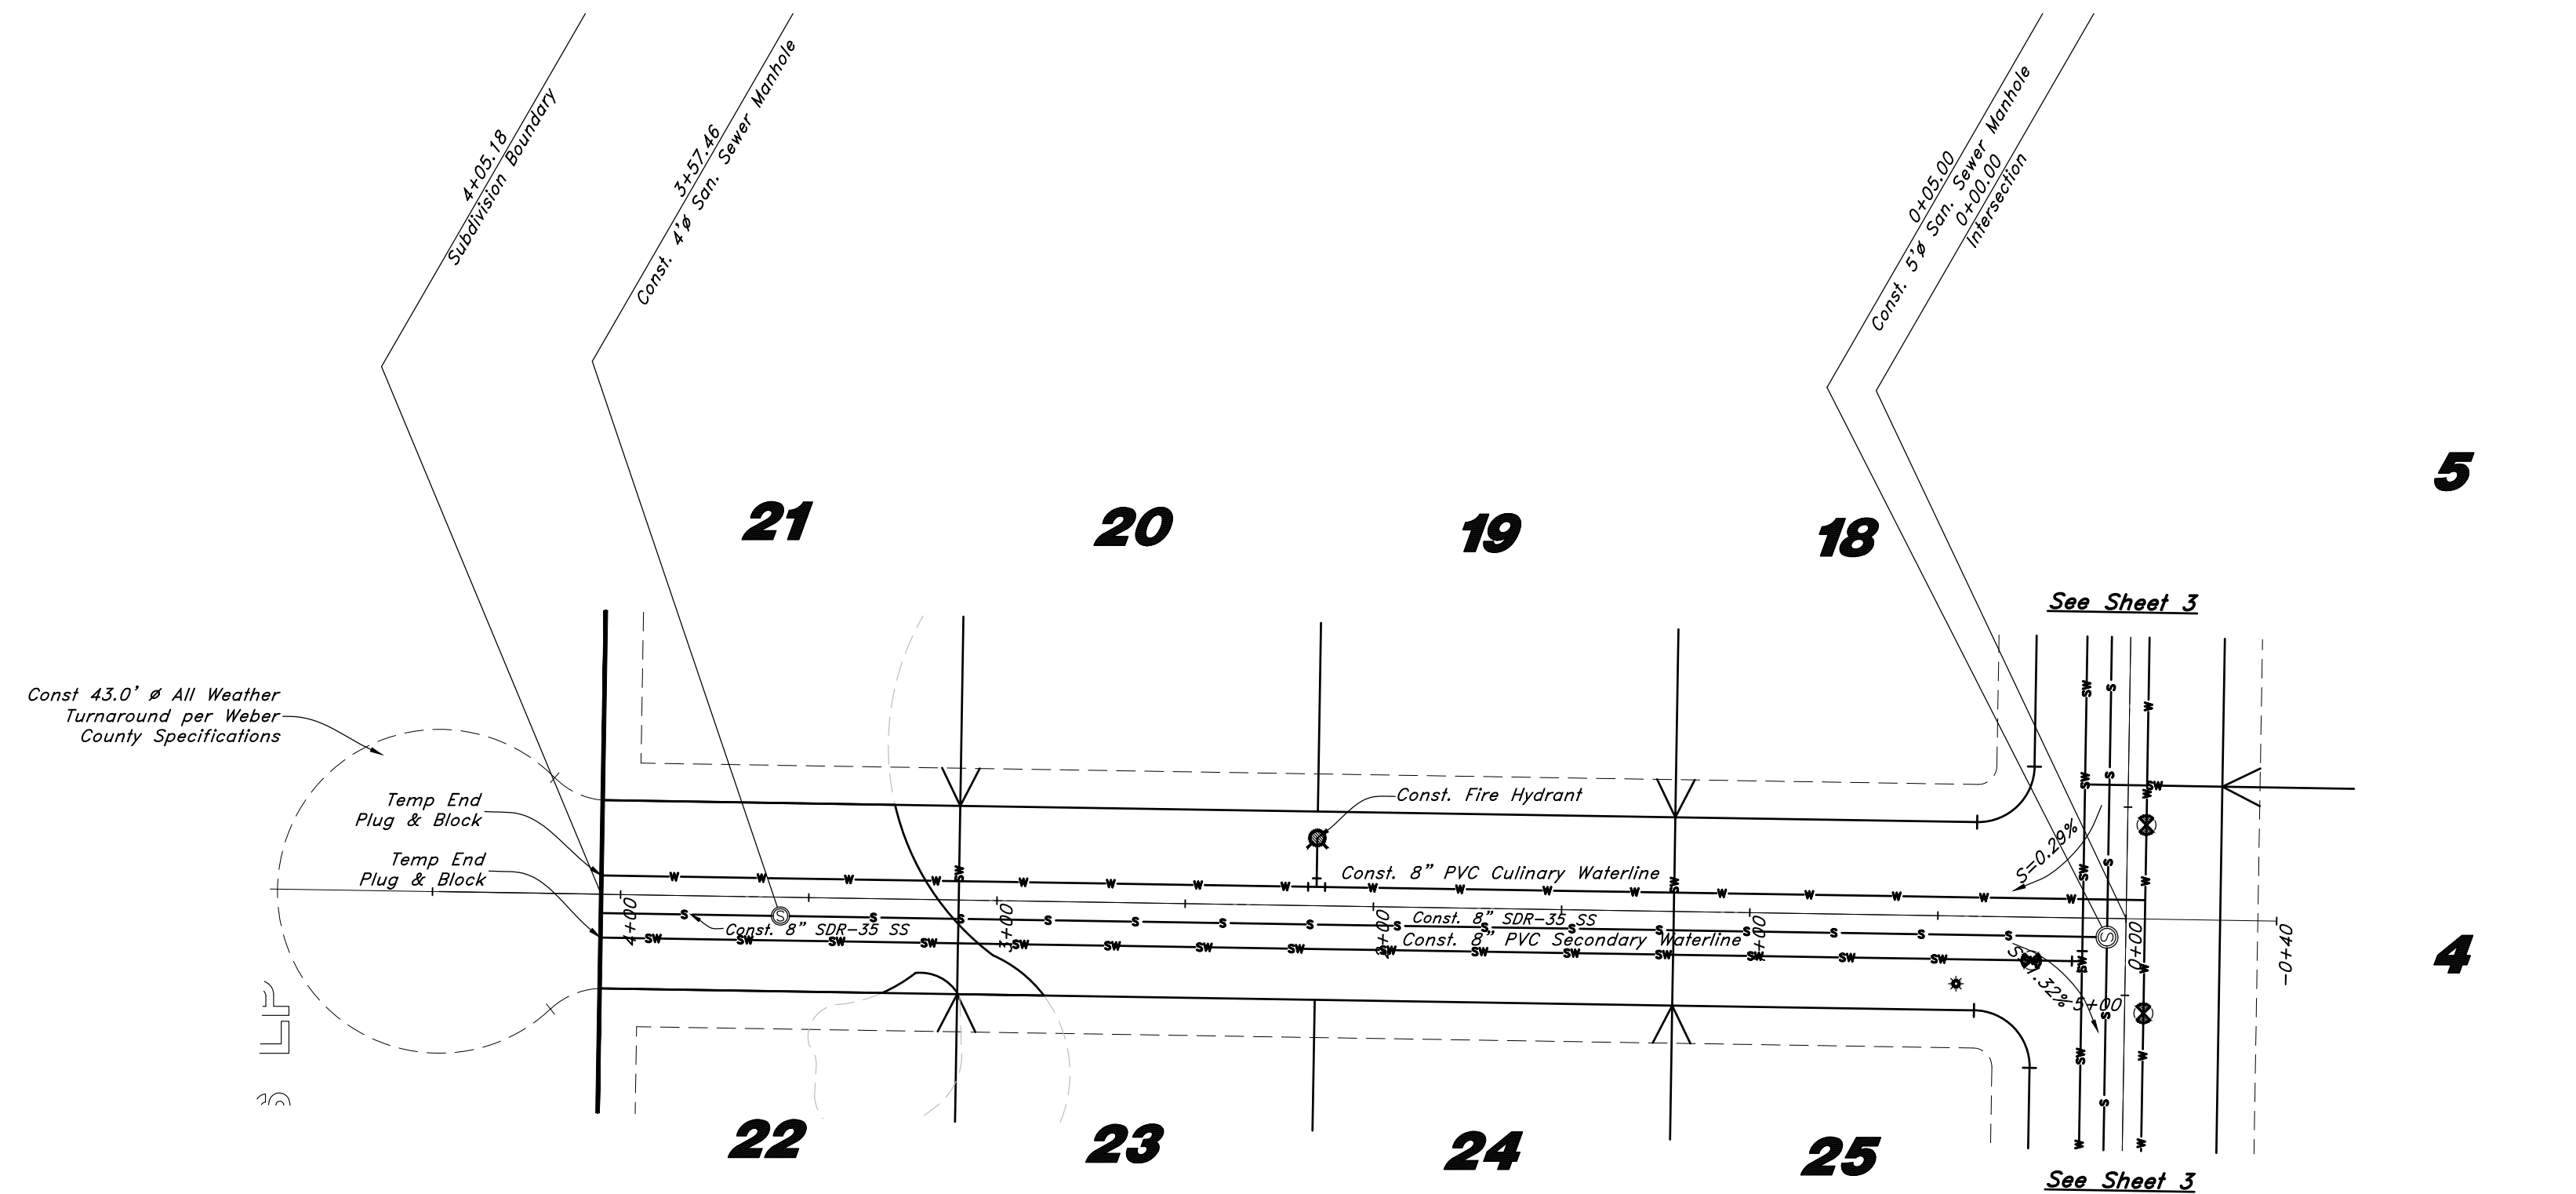 4+05.18
Subdivision Boundary
3+57.46
Const. 4'ø San. Sewer Manhole
0+05.00
Const. 5'ø San. Sewer Manhole
0+00.00
Intersection
5
21
20
19
18
See Sheet 3
Const 43.0' ø All Weather
Turnaround per Weber
County Specifications
Temp End
Plug & Block
Const. Fire Hydrant
S=0.29%
Temp End
Plug & Block
Const. 8" PVC Culinary Waterline
W W W W W W W W W W W W W W W W W
Const. 8" SDR-35 SS
Const. 8" SDR-35 SS
Const. 8" PVC Secondary Waterline
4+00
3+00
0+00
-0+40
4
5+00
22
23
24
25
See Sheet 3